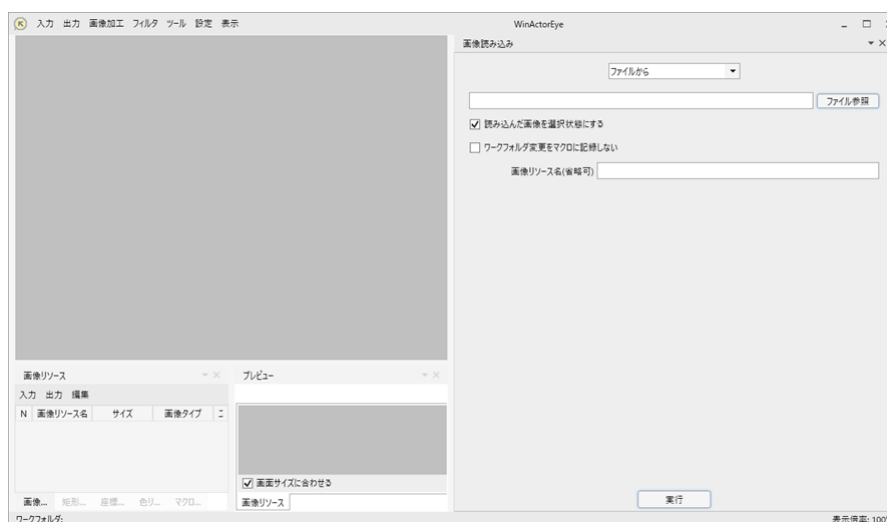 入力 出力 画像加工 フィルタ ツール 設定 表示 WinActorEye
画像読み込み
ファイルから
ファイル参照
読み込んだ画像を選択状態にする
ワークフォルダ変更をマクロに記録しない
画像リソース名(省略可)
画像リソース プレビュー
入力 出力 編集
N 画像リソース名 サイズ 画像タイプ こ
画面サイズに合わせる
画像... 矩形... 座標... 色リ... マクロ... 画像リソース
実行
ワークフォルダ: 表示倍率: 100